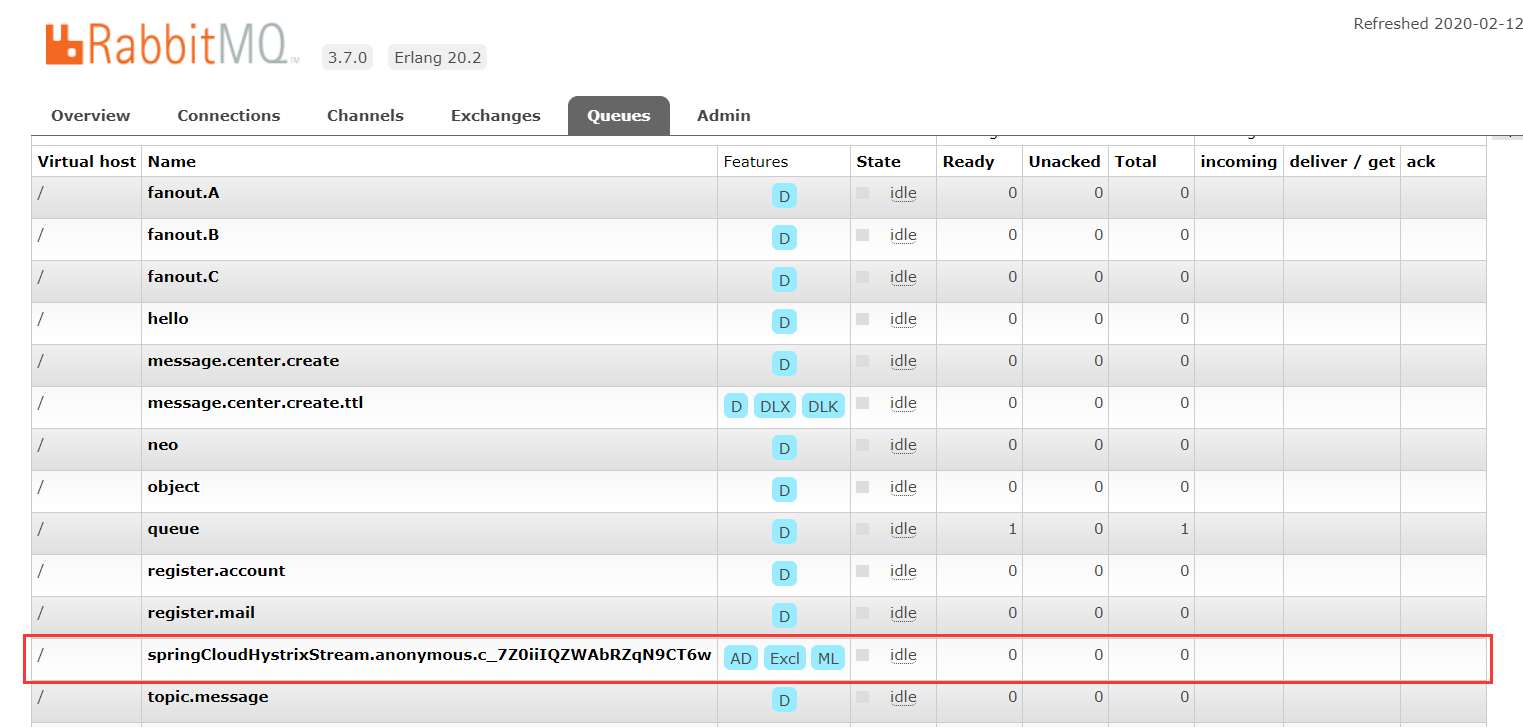 Refreshed 2020-02-12
RabbitMQ TM 3.7.0 Erlang 20.2
Overview Connections Channels Exchanges Queues Admin
Virtual host Name Features State Ready Unacked Total incoming deliver / get ack
/ fanout.A D idle 0 0 0
/ fanout.B D idle 0 0 0
/ fanout.C D idle 0 0 0
/ hello D idle 0 0 0
/ message.center.create D idle 0 0 0
/ message.center.create.ttl D DLX DLK idle 0 0 0
/ neo D idle 0 0 0
/ object D idle 0 0 0
/ queue D idle 1 0 1
/ register.account D idle 0 0 0
/ register.mail D idle 0 0 0
/ springCloudHystrixStream.anonymous.c_7Z0iiIQZWAbRZqN9CT6w AD Excl ML idle 0 0 0
/ topic.message D idle 0 0 0